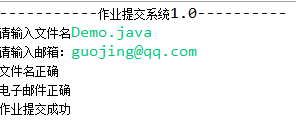 ------------作业提交系统1.0-----------
请输入文件名Demo.java
请输入邮箱：guojing@qq.com
文件名正确
电子邮件正确
作业提交成功